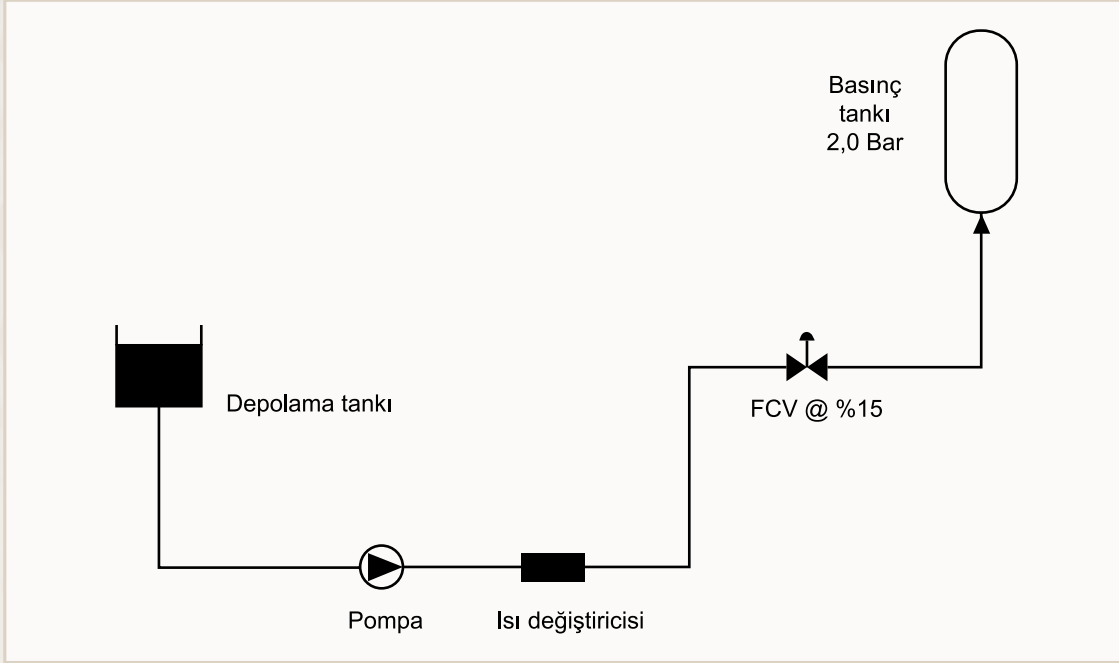 Basınç
tankı
2,0 Bar
Depolama tankı
FCV @ %15
Pompa
Isı değiştiricisi